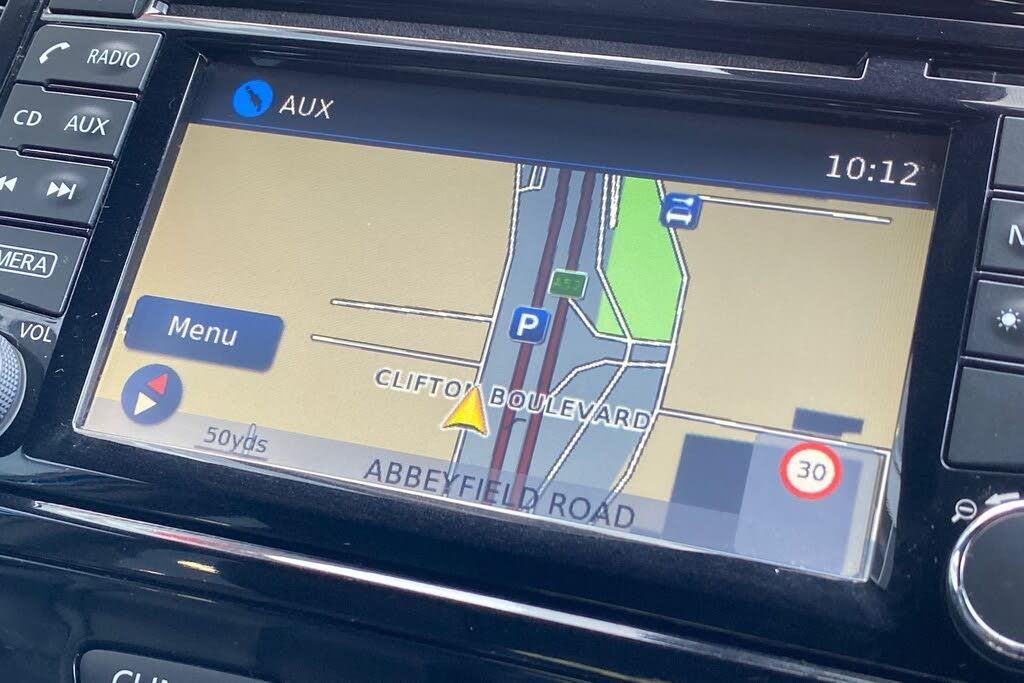 RADIO
AUX
CD AUX
10:12
MERA
VOL
Menu
P
CLIFTON BOULEVARD
50yds
30
ABBEYFIELD ROAD